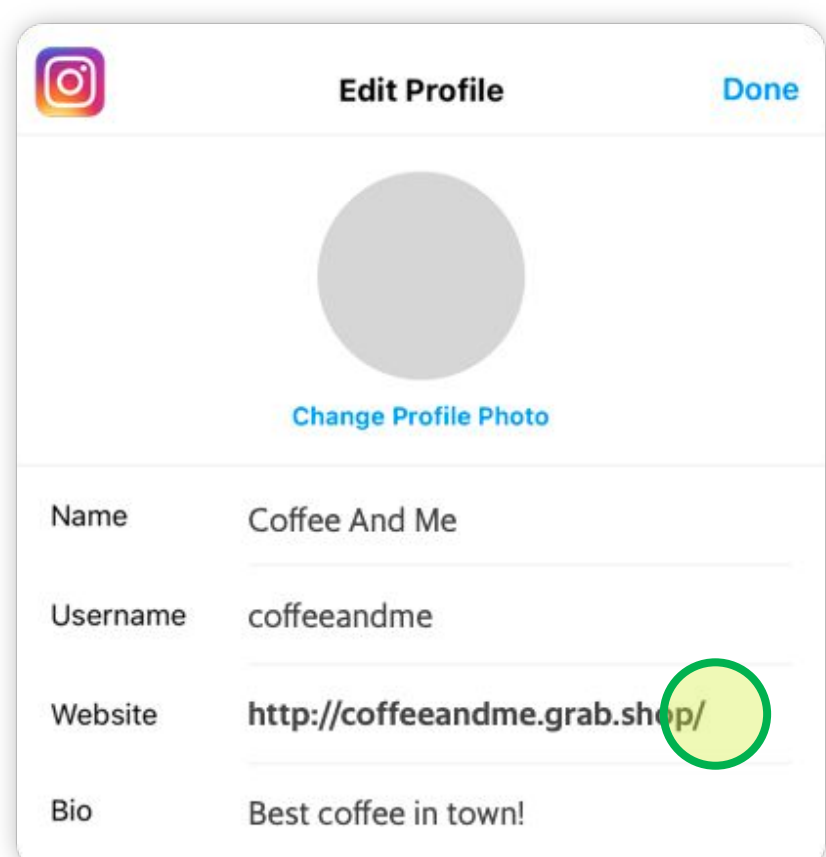 Edit Profile Done
Change Profile Photo
Name Coffee And Me
Username coffeeandme
Website http://coffeeandme.grab.shop/
Bio Best coffee in town!